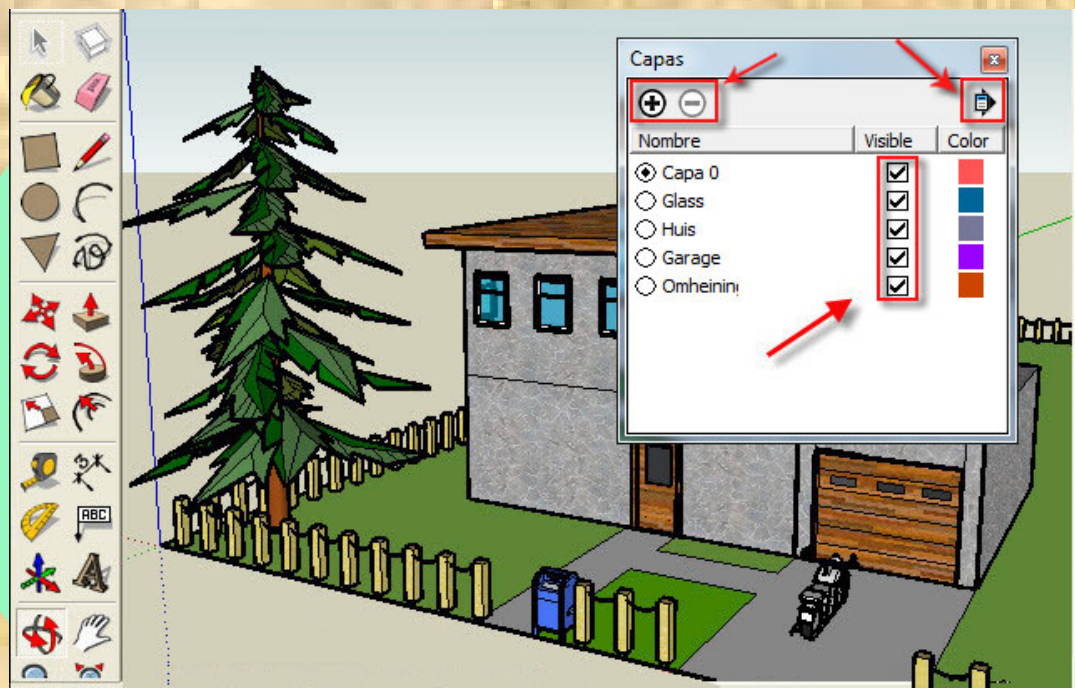 Capas
Nombre Visible Color
Capa 0
Glass
Huis
Garage
Omheining
ABC